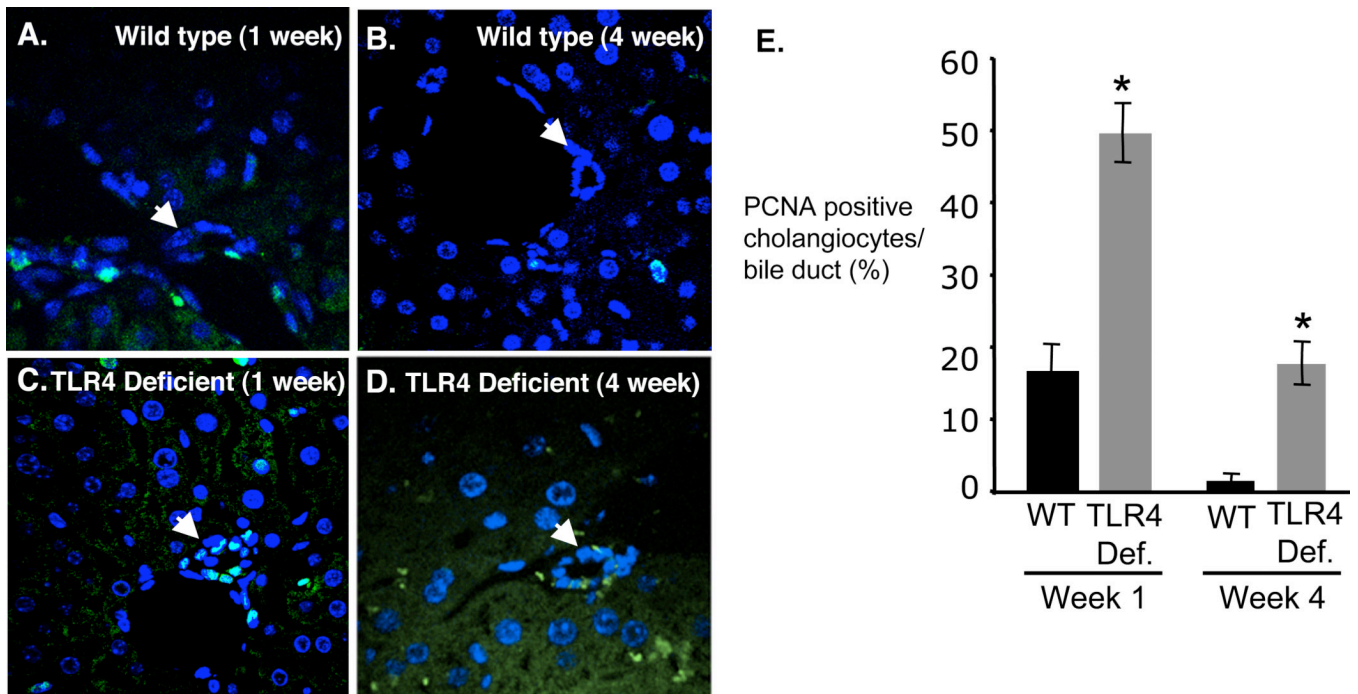 A. Wild type (1 week)
B. Wild type (4 week)
C. TLR4 Deficient (1 week)
D. TLR4 Deficient (4 week)
E.
PCNA positive
cholangiocytes/
bile duct (%)
60
50
40
30
20
10
0
*
*
WT
TLR4
Def.
WT
TLR4
Def.
Week 1
Week 4